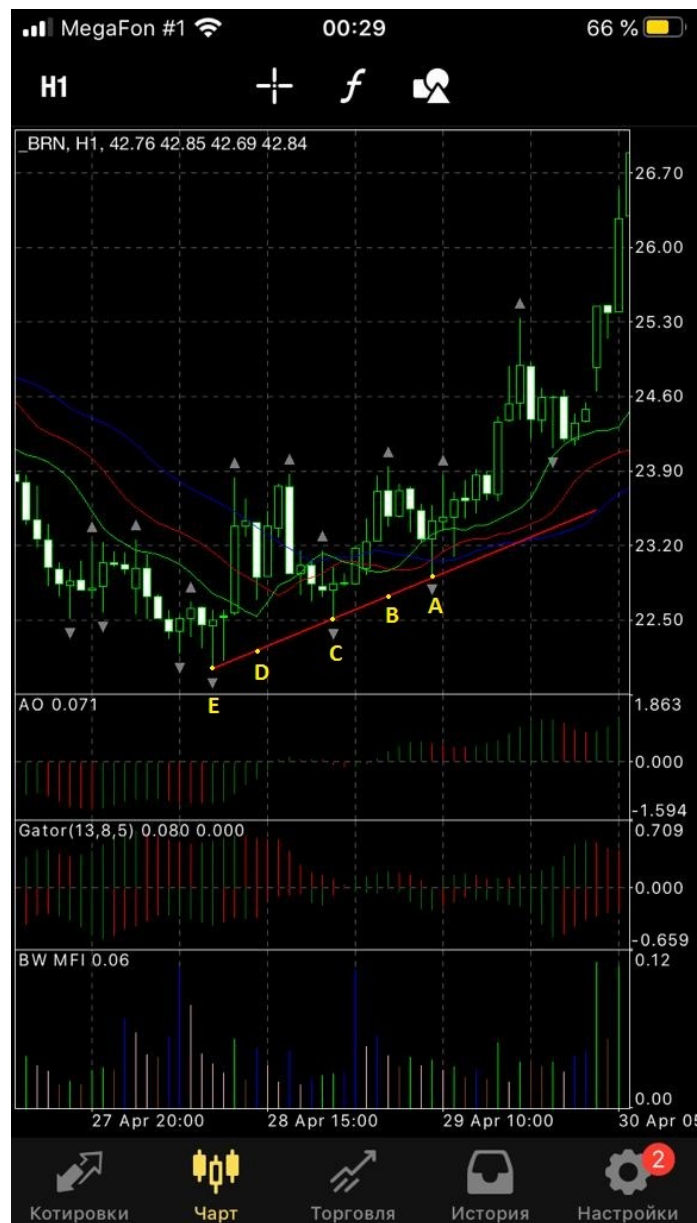 MegaFon #1 00:29 66 %
H1 f
_BRN, H1, 42.76 42.85 42.69 42.84
26.70
26.00
25.30
24.60
23.90
23.20
22.50
A
B
C
D
E
AO 0.071 1.863
0.000
-1.594
Gator(13,8,5) 0.080 0.000 0.709
0.000
-0.659
BW MFI 0.06 0.12
0.00
27 Apr 20:00 28 Apr 15:00 29 Apr 10:00 30 Apr 05
2
Котировки Чарт Торговля История Настройки